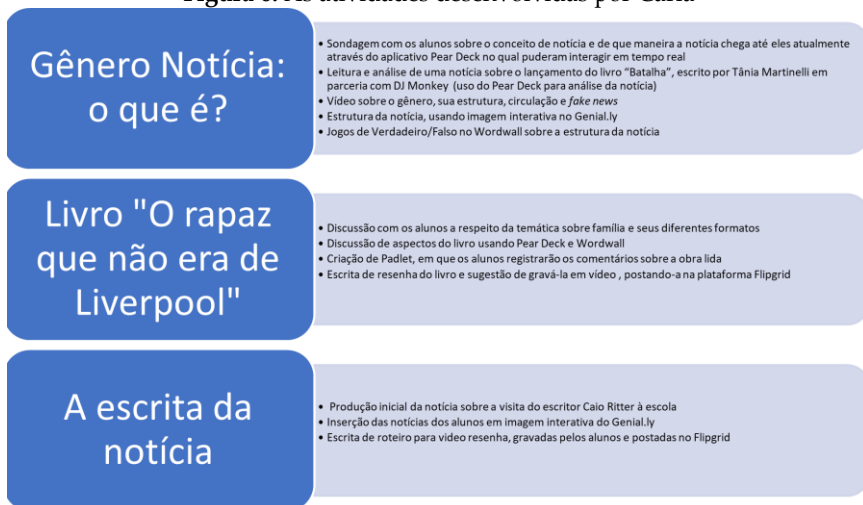 Figura 6. As atividades desenvolvidas por Carla
Gênero Notícia:
o que é?
• Sondagem com os alunos sobre o conceito de notícia e de que maneira a notícia chega até eles atualmente
através do aplicativo Pear Deck no qual puderam interagir em tempo real
• Leitura e análise de uma notícia sobre o lançamento do livro “Batalha”, escrito por Tânia Martinelli em
parceria com DJ Monkey (uso do Pear Deck para análise da notícia)
• Vídeo sobre o gênero, sua estrutura, circulação e fake news
• Estrutura da notícia, usando imagem interativa no Genial.ly
• Jogos de Verdadeiro/Falso no Wordwall sobre a estrutura da notícia
Livro "O rapaz
que não era de
Liverpool"
• Discussão com os alunos a respeito da temática sobre família e seus diferentes formatos
• Discussão de aspectos do livro usando Pear Deck e Wordwall
• Criação de Padlet, em que os alunos registrarão os comentários sobre a obra lida
• Escrita de resenha do livro e sugestão de gravá-la em vídeo , postando-a na plataforma Flipgrid
A escrita da
notícia
• Produção inicial da notícia sobre a visita do escritor Caio Ritter à escola
• Inserção das notícias dos alunos em imagem interativa do Genial.ly
• Escrita de roteiro para video resenha, gravadas pelos alunos e postadas no Flipgrid